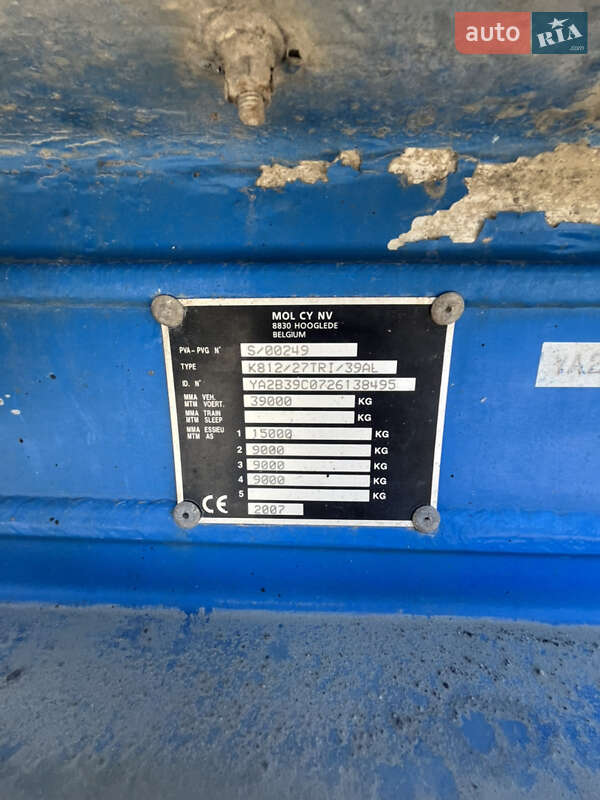 auto RIA .com
MOL CY NV
8830 HOOGLEDE
BELGIUM
PVA-PVG N° S/00249
TYPE K812/27TRI/39AL
ID. N° YA2B39C0726138495
MMA VEH.
MTM VOERT. 39000 KG
MMA TRAIN
MTM SLEEP KG
MMA ESSIEU
MTM AS
1 15000 KG
2 9000 KG
3 9000 KG
4 9000 KG
5 KG
CE 2007
YA2